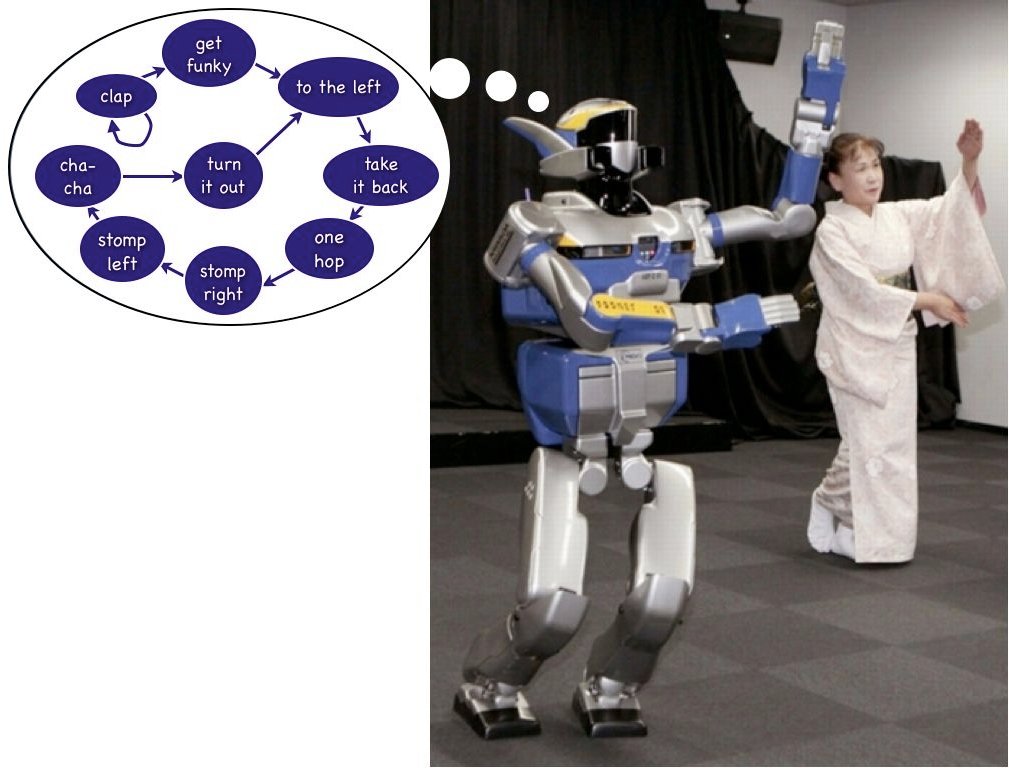 get
funky
to the left
clap
cha-
cha
turn
it out
take
it back
stomp
left
stomp
right
one
hop